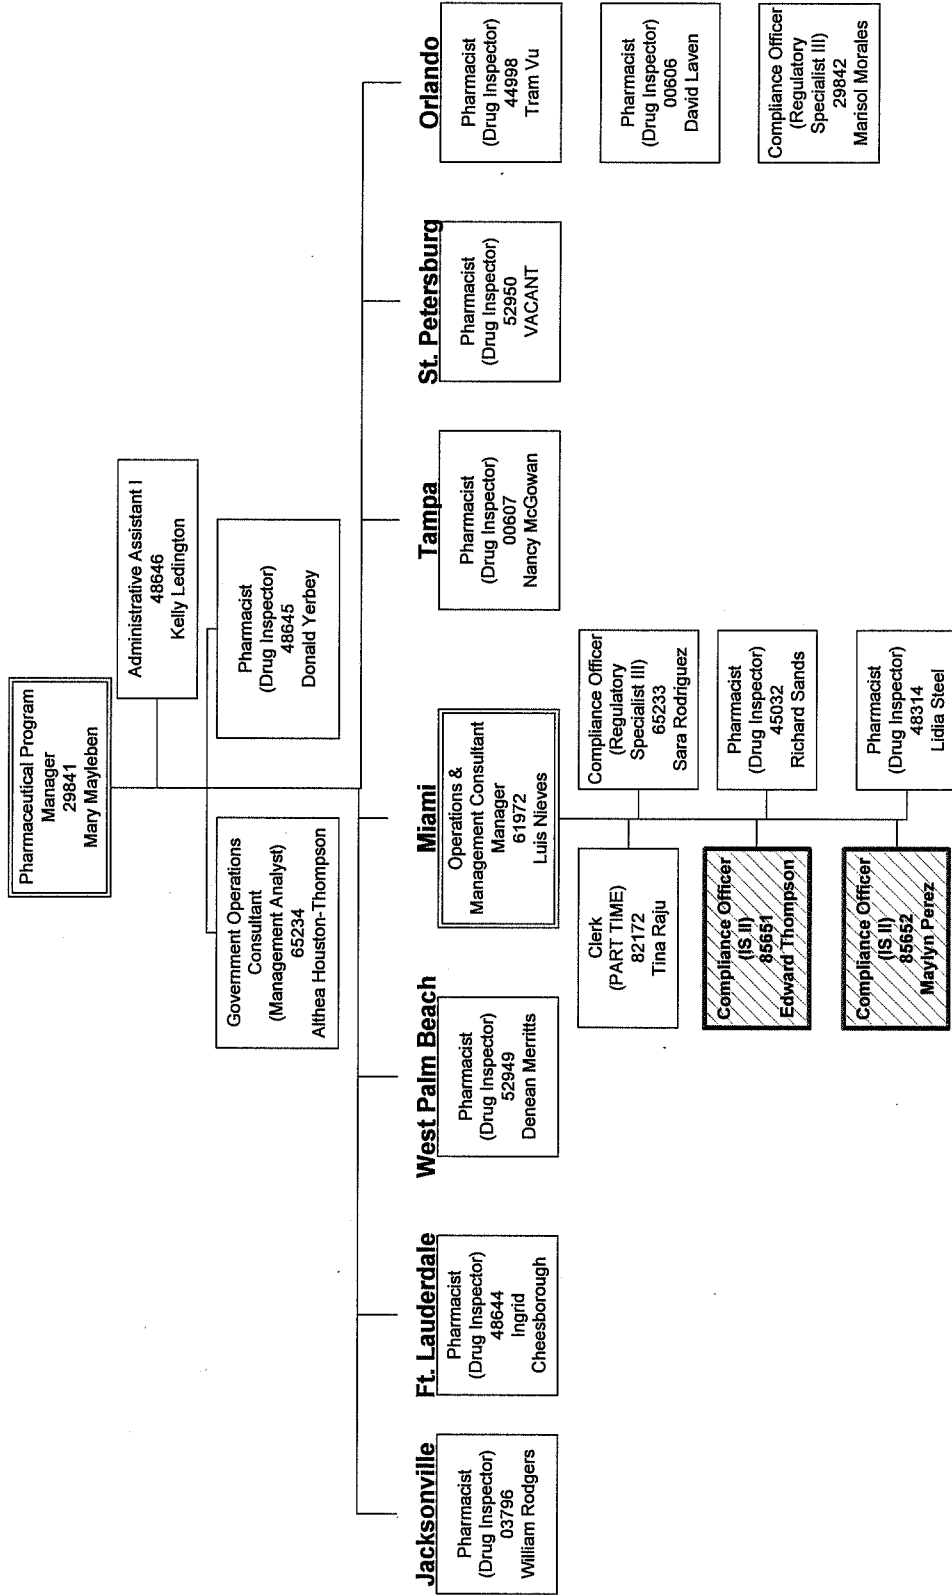 Pharmaceutical Program
Manager
29841
Mary Mayleben
Administrative Assistant I
48646
Kelly Ledington
Government Operations
Consultant
(Management Analyst)
65234
Althea Houston-Thompson
Pharmacist
(Drug Inspector)
48645
Donald Yerbey
Jacksonville
Pharmacist
(Drug Inspector)
03796
William Rodgers
Ft. Lauderdale
Pharmacist
(Drug Inspector)
48644
Ingrid
Cheesborough
West Palm Beach
Pharmacist
(Drug Inspector)
52949
Denean Merritts
Miami
Operations &
Management Consultant
Manager
61972
Luis Nieves
Clerk
(PART TIME)
82172
Tina Raju
Compliance Officer
(Regulatory
Specialist III)
65233
Sara Rodriguez
Compliance Officer
(IS II)
85651
Edward Thompson
Pharmacist
(Drug Inspector)
45032
Richard Sands
Compliance Officer
(IS II)
85652
Maylyn Perez
Pharmacist
(Drug Inspector)
48314
Lidia Steel
Tampa
Pharmacist
(Drug Inspector)
00607
Nancy McGowan
St. Petersburg
Pharmacist
(Drug Inspector)
52950
VACANT
Orlando
Pharmacist
(Drug Inspector)
44998
Tram Vu
Pharmacist
(Drug Inspector)
00606
David Laven
Compliance Officer
(Regulatory
Specialist III)
29842
Marisol Morales